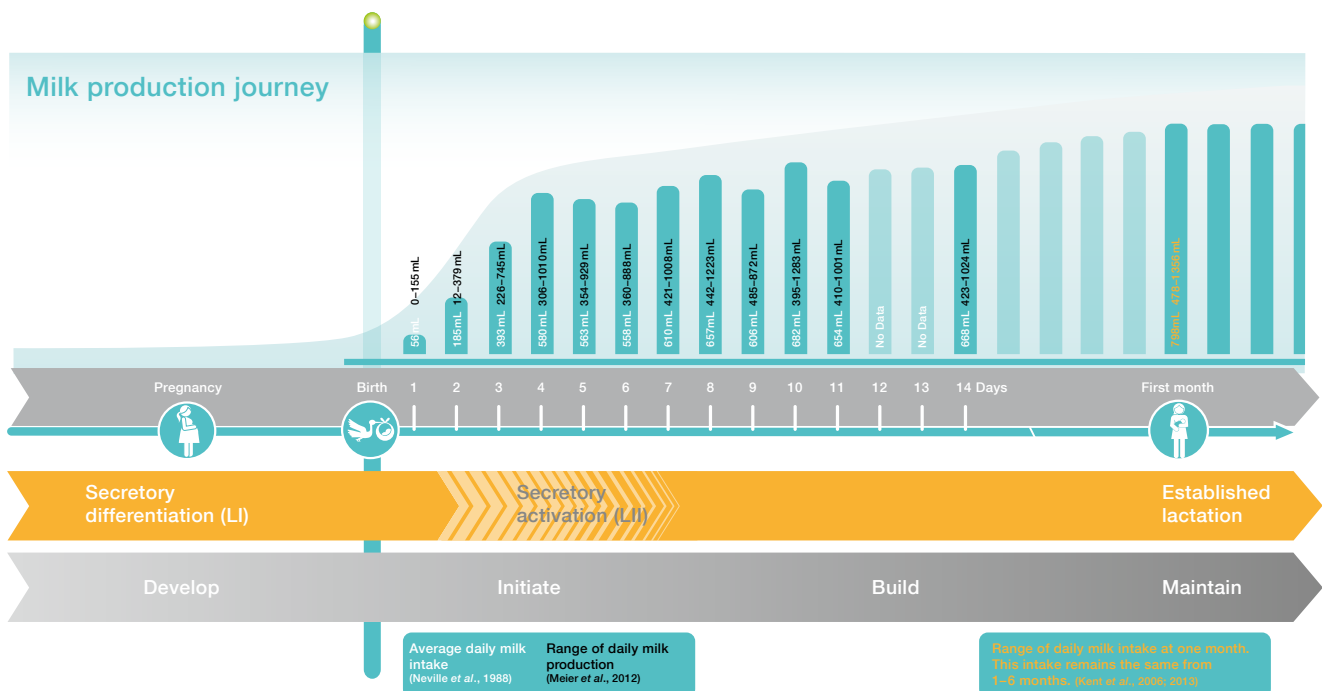 Milk production journey
56 mL 0–155 mL
185 mL 12–379 mL
393 mL 226–745 mL
580 mL 306–1010 mL
563 mL 354–929 mL
558 mL 360–888 mL
610 mL 421–1008 mL
657 mL 442–1223 mL
606 mL 485–872 mL
682 mL 395–1283 mL
654 mL 410–1001 mL
No Data
No Data
668 mL 423–1024 mL
798mL 478–1356 mL
Pregnancy Birth 1 2 3 4 5 6 7 8 9 10 11 12 13 14 Days First month
Secretory
differentiation (LI)
Secretory
activation (LII)
Established
lactation
Develop Initiate Build Maintain
Average daily milk
intake
(Neville et al., 1988)
Range of daily milk
production
(Meier et al., 2012)
Range of daily milk intake at one month.
This intake remains the same from
1–6 months. (Kent et al., 2006; 2013)